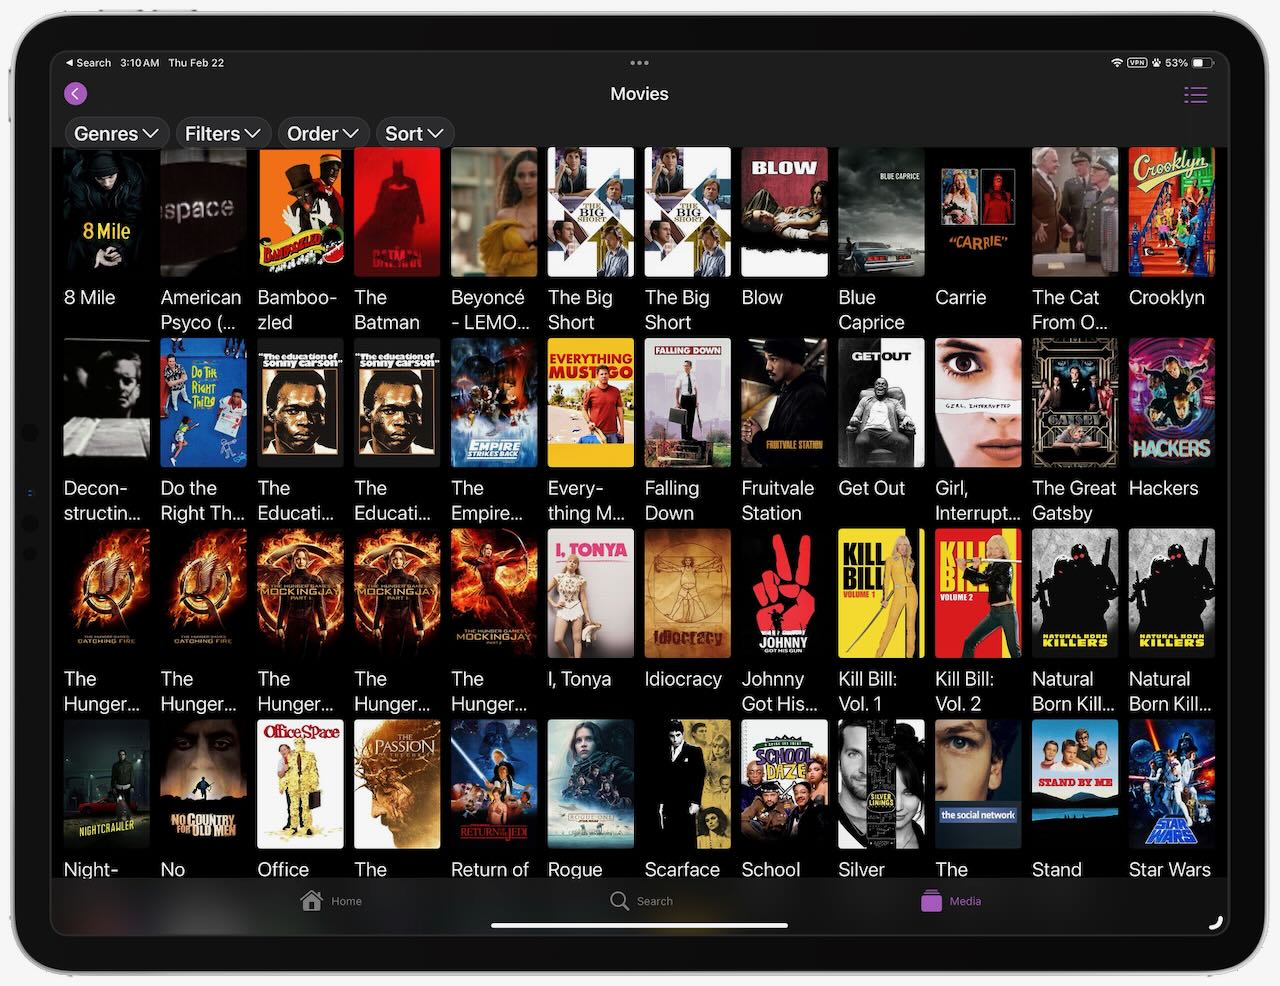 Search 3:10 AM Thu Feb 22
VPN 53%
Movies
Genres Filters Order Sort
8 Mile
space
BAMBOOZLED
BATMAN
THE BIG SHORT
THE BIG SHORT
BLOW
BLUE CAPRICE
"CARRIE"
Crooklyn
8 Mile
American Psyco (...
Bamboo-zled
The Batman
Beyoncé - LEMO...
The Big Short
The Big Short
Blow
Blue Caprice
Carrie
The Cat From O...
Crooklyn
Do The Right Thing
"The education of sonny carson"
"The education of sonny carson"
THE EMPIRE STRIKES BACK
EVERYTHING MUST GO
FALLING DOWN
FRUITVALE STATION
GET OUT
GIRL, INTERRUPTED
GATSBY
HACKERS
Decon-structin...
Do the Right Th...
The Educati...
The Educati...
The Empire...
Every-thing M...
Falling Down
Fruitvale Station
Get Out
Girl, Interrupt...
The Great Gatsby
Hackers
THE HUNGER GAMES CATCHING FIRE
THE HUNGER GAMES CATCHING FIRE
THE HUNGER GAMES MOCKINGJAY PART 1
THE HUNGER GAMES MOCKINGJAY PART 1
THE HUNGER GAMES MOCKINGJAY
I, TONYA
idiocracy
JOHNNY GOT HIS GUN
KILL BILL VOLUME 1
KILL BILL VOLUME 2
NATURAL BORN KILLERS
NATURAL BORN KILLERS
The Hunger...
The Hunger...
The Hunger...
The Hunger...
The Hunger...
I, Tonya
Idiocracy
Johnny Got His...
Kill Bill: Vol. 1
Kill Bill: Vol. 2
Natural Born Kill...
Natural Born Kill...
NIGHTCRAWLER
NO COUNTRY FOR OLD MEN
Office Space
THE PASSION OF THE CHRIST
RETURN OF THE JEDI
ROGUE ONE
SCHOOL DAZE
SILVER LININGS
the social network
STAND BY ME
STAR WARS
Night-
No
Office
The
Return of
Rogue
Scarface
School
Silver
The
Stand
Star Wars
Home Search Media